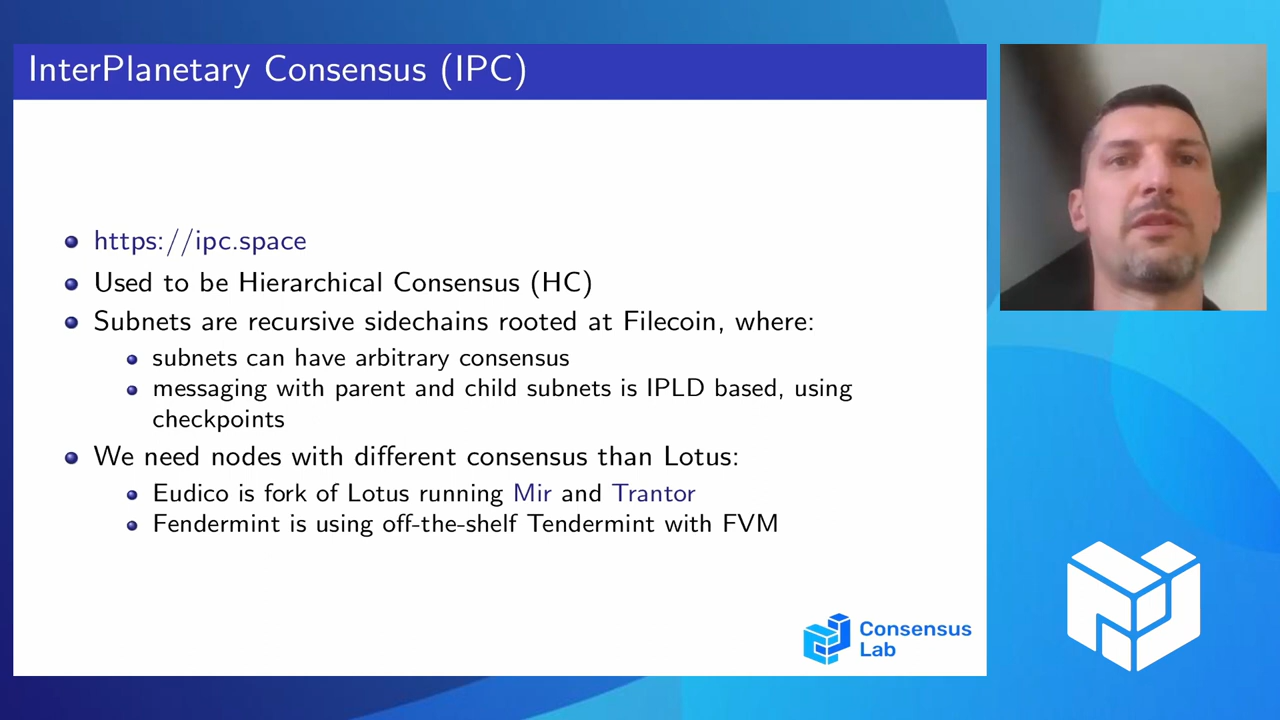 InterPlanetary Consensus (IPC)
https://ipc.space
Used to be Hierarchical Consensus (HC)
Subnets are recursive sidechains rooted at Filecoin, where:
subnets can have arbitrary consensus
messaging with parent and child subnets is IPLD based, using
checkpoints
We need nodes with different consensus than Lotus:
Eudico is fork of Lotus running Mir and Trantor
Fendermint is using off-the-shelf Tendermint with FVM
Consensus
Lab